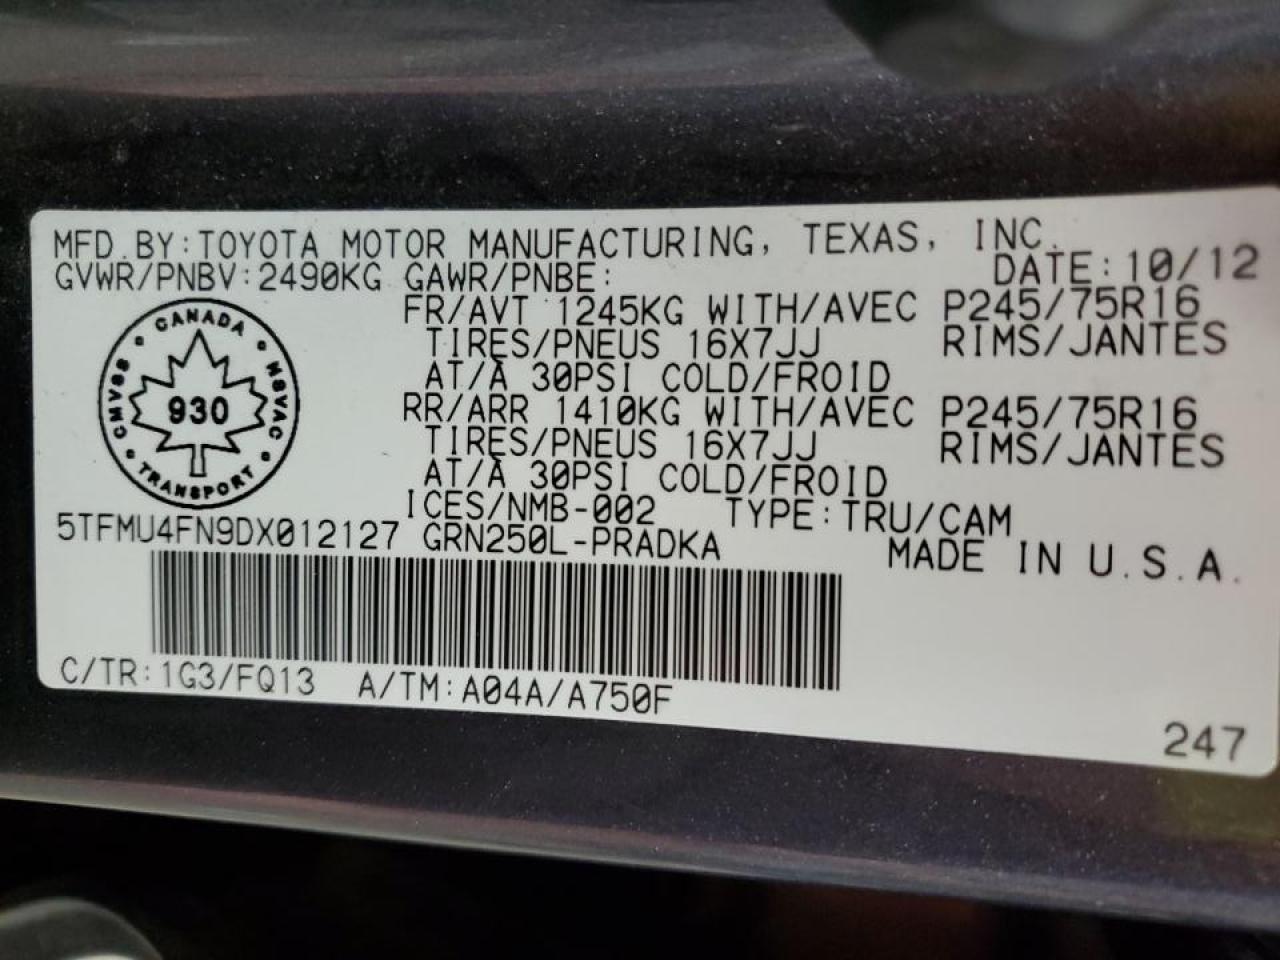 MFD.BY:TOYOTA MOTOR MANUFACTURING, TEXAS, INC.
GVWR/PNBV:2490KG GAWR/PNBE: DATE:10/12
FR/AVT 1245KG WITH/AVEC P245/75R16
TIRES/PNEUS 16X7JJ RIMS/JANTES
AT/À 30PSI COLD/FROID
RR/ARR 1410KG WITH/AVEC P245/75R16
TIRES/PNEUS 16X7JJ RIMS/JANTES
AT/À 30PSI COLD/FROID
ICES/NMB-002 TYPE:TRU/CAM
CANADA
CMVSS
NSVAC
930
TRANSPORT
5TFMU4FN9DX012127 GRN250L-PRADKA MADE IN U.S.A.
C/TR:1G3/FQ13 A/TM:A04A/A750F
247